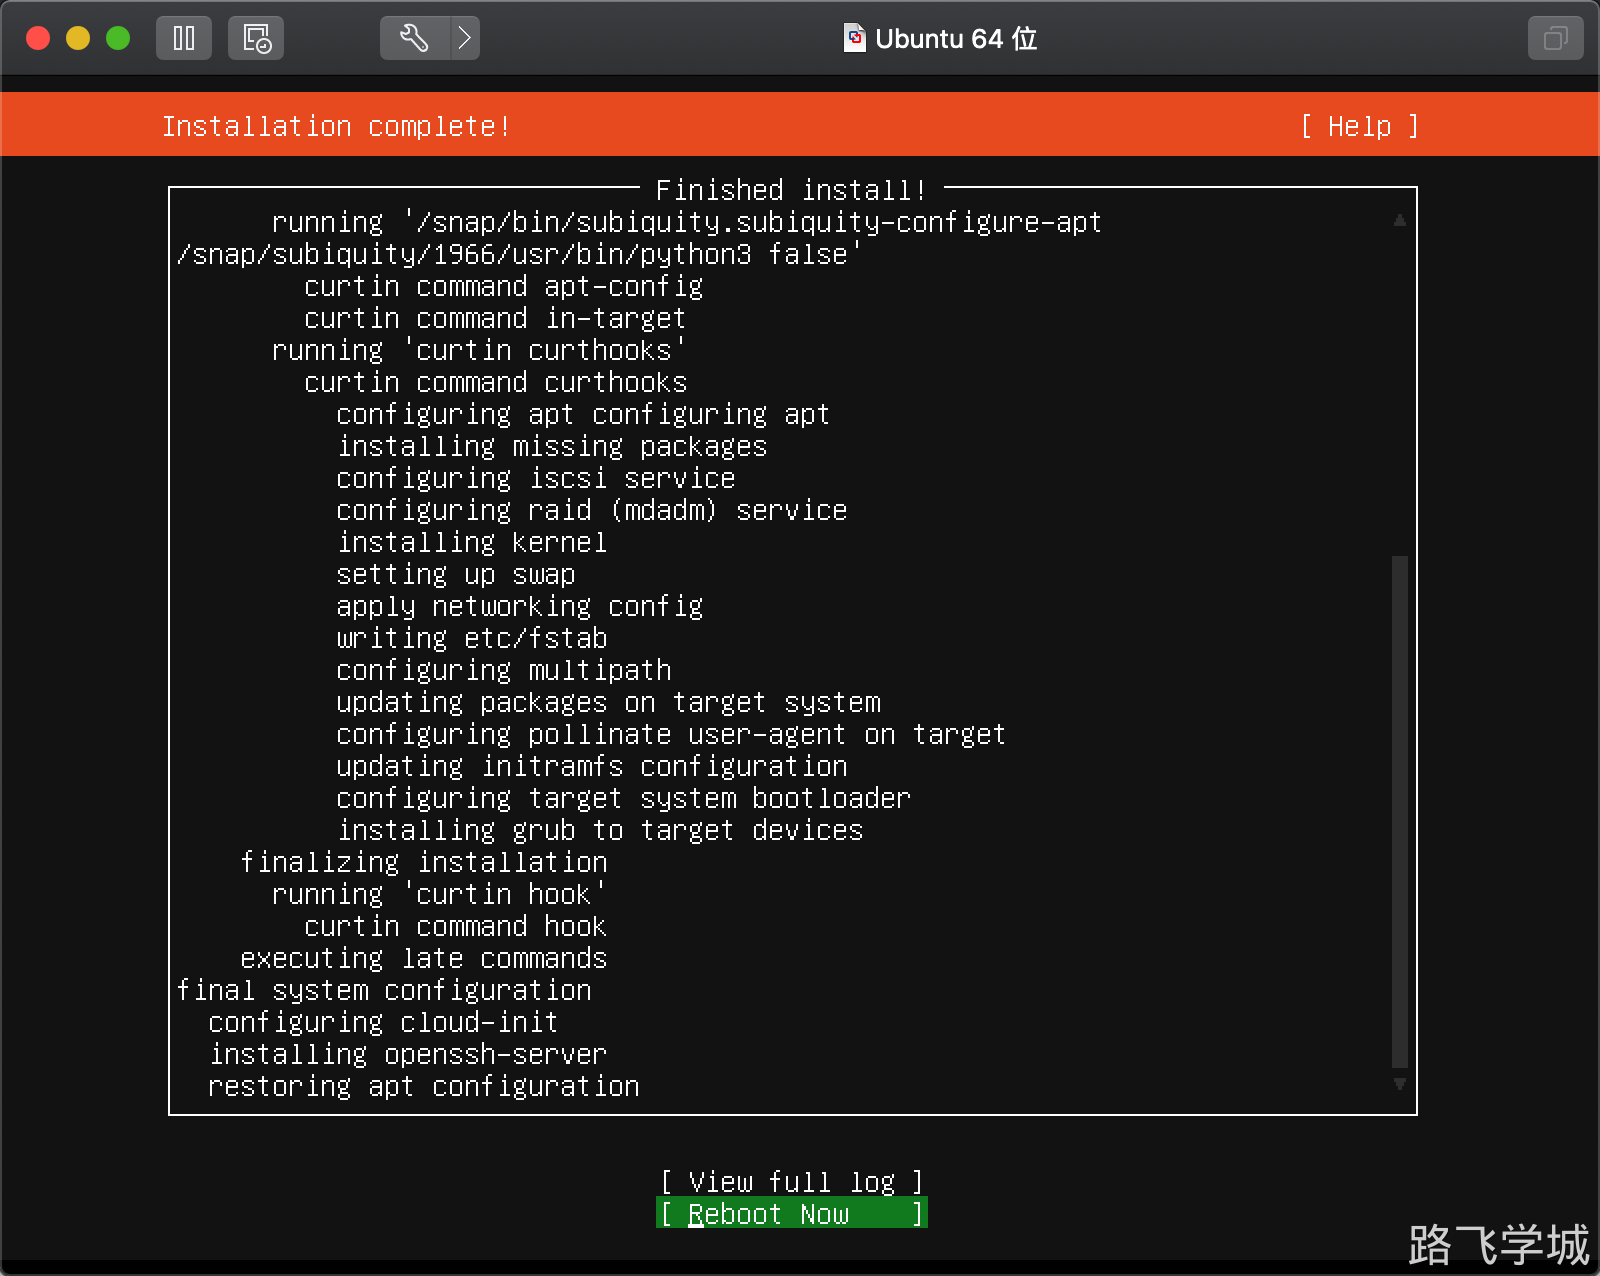 Ubuntu 64 位
Installation complete!
[ Help ]
Finished install!
running '/snap/bin/subiquity.subiquity-configure-apt
/snap/subiquity/1966/usr/bin/python3 false'
curtin command apt-config
curtin command in-target
running 'curtin curthooks'
curtin command curthooks
configuring apt configuring apt
installing missing packages
configuring iscsi service
configuring raid (mdadm) service
installing kernel
setting up swap
apply networking config
writing etc/fstab
configuring multipath
updating packages on target system
configuring pollinate user-agent on target
updating initramfs configuration
configuring target system bootloader
installing grub to target devices
finalizing installation
running 'curtin hook'
curtin command hook
executing late commands
final system configuration
configuring cloud-init
installing openssh-server
restoring apt configuration
[ View full log ]
[ Reboot Now ]
路飞学城